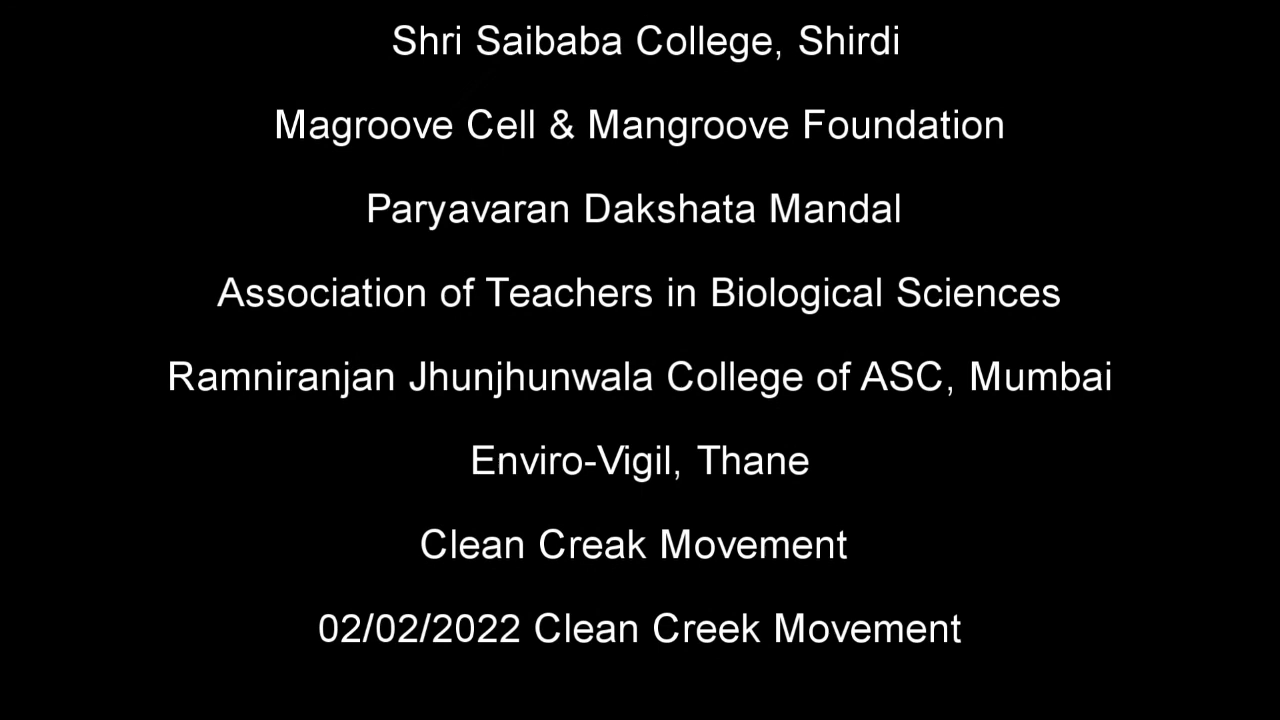 Shri Saibaba College, Shirdi
Magroove Cell & Mangroove Foundation
Paryavaran Dakshata Mandal
Association of Teachers in Biological Sciences
Ramniranjan Jhunjhunwala College of ASC, Mumbai
Enviro-Vigil, Thane
Clean Creak Movement
02/02/2022 Clean Creek Movement